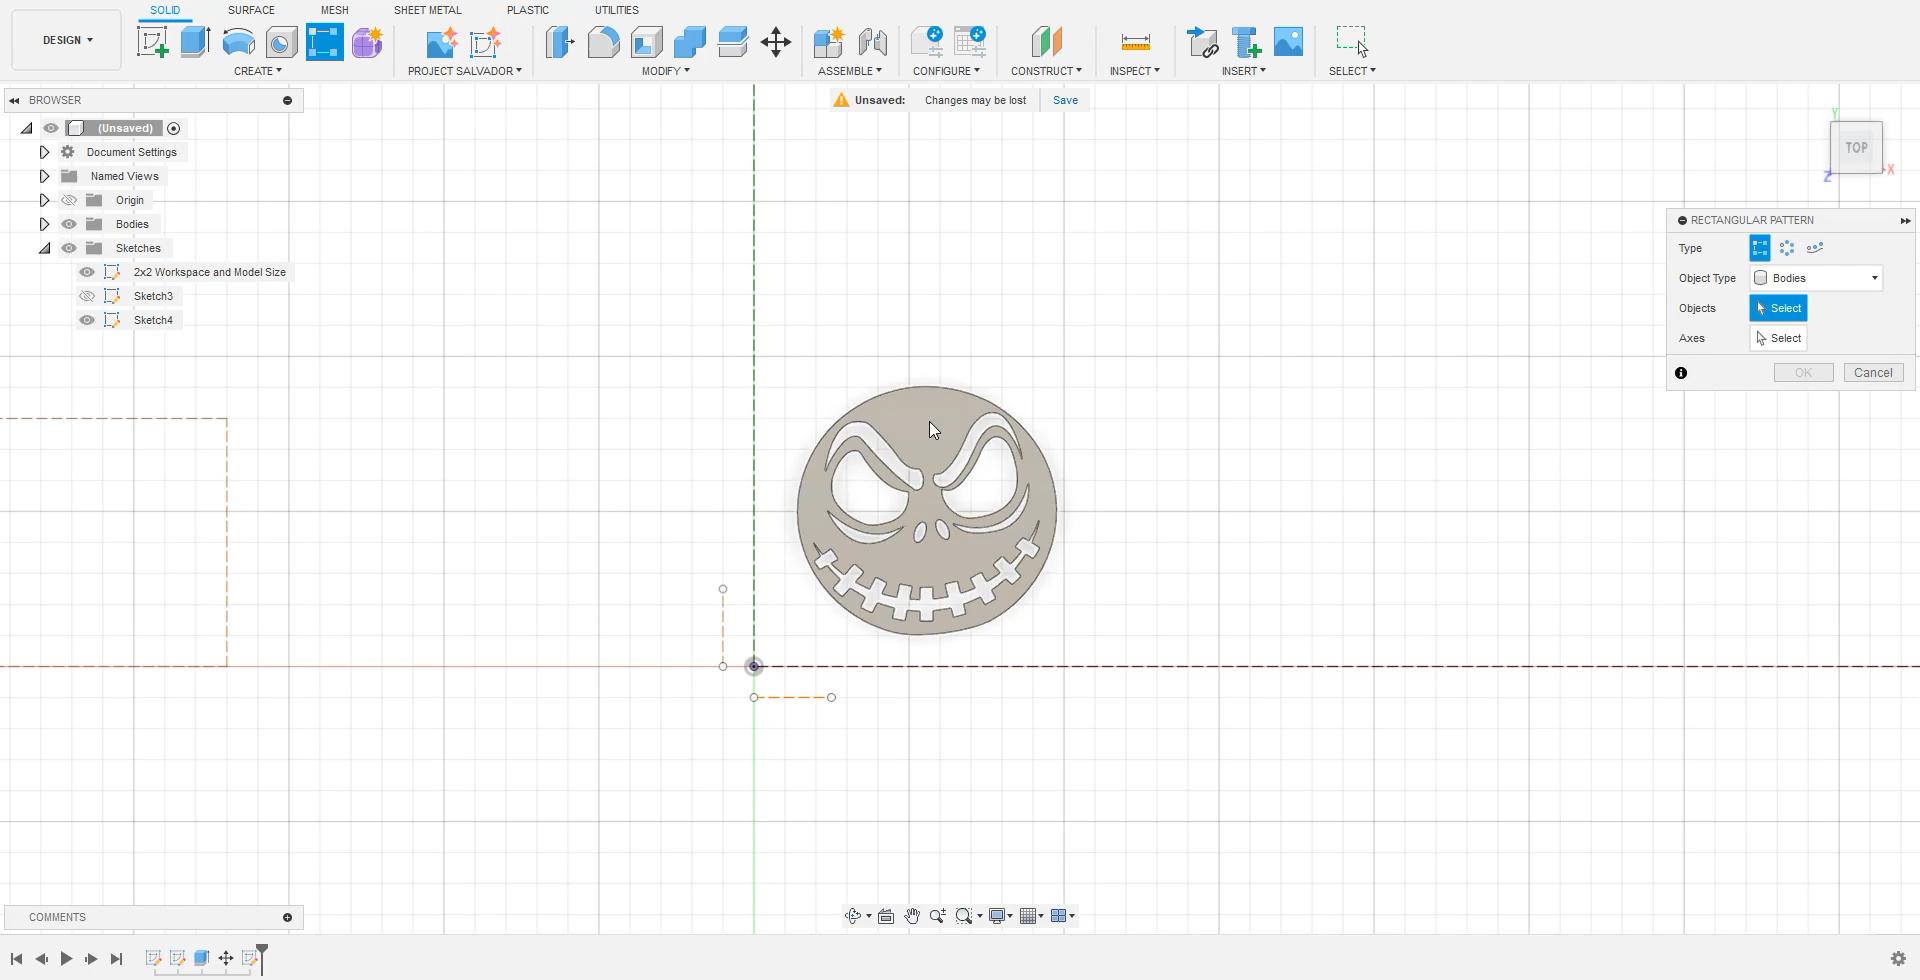 SOLID SURFACE MESH SHEET METAL PLASTIC UTILITIES
DESIGN
CREATE PROJECT SALVADOR MODIFY ASSEMBLE CONFIGURE CONSTRUCT INSPECT INSERT SELECT
BROWSER
Unsaved: Changes may be lost Save
(Unsaved)
Document Settings
Named Views
Origin
Bodies
Sketches
2x2 Workspace and Model Size
Sketch3
Sketch4
Y
TOP
X
Z
RECTANGULAR PATTERN
Type
Object Type Bodies
Objects Select
Axes Select
OK Cancel
COMMENTS